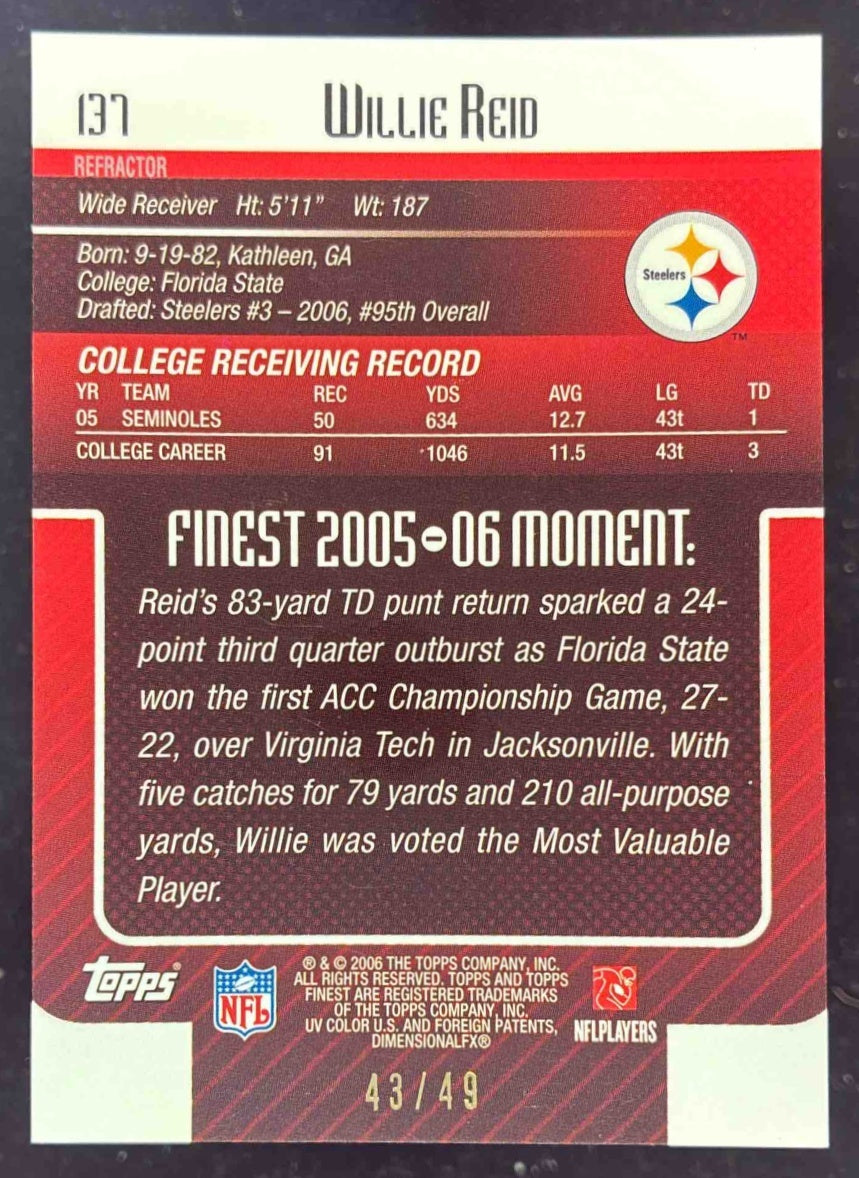 137 WILLIE REID
REFRACTOR
Wide Receiver Ht: 5'11" Wt: 187
Born: 9-19-82, Kathleen, GA
College: Florida State
Drafted: Steelers #3 – 2006, #95th Overall
Steelers
TM
COLLEGE RECEIVING RECORD
YR TEAM REC YDS AVG LG TD
05 SEMINOLES 50 634 12.7 43t 1
COLLEGE CAREER 91 1046 11.5 43t 3
FINEST 2005-06 MOMENT:
Reid's 83-yard TD punt return sparked a 24-
point third quarter outburst as Florida State
won the first ACC Championship Game, 27-
22, over Virginia Tech in Jacksonville. With
five catches for 79 yards and 210 all-purpose
yards, Willie was voted the Most Valuable
Player.
topps®
NFL
® & © 2006 THE TOPPS COMPANY, INC.
ALL RIGHTS RESERVED. TOPPS AND TOPPS
FINEST ARE REGISTERED TRADEMARKS
OF THE TOPPS COMPANY, INC.
UV COLOR U.S. AND FOREIGN PATENTS,
DIMENSIONALFX®
NFLPLAYERS
43/49